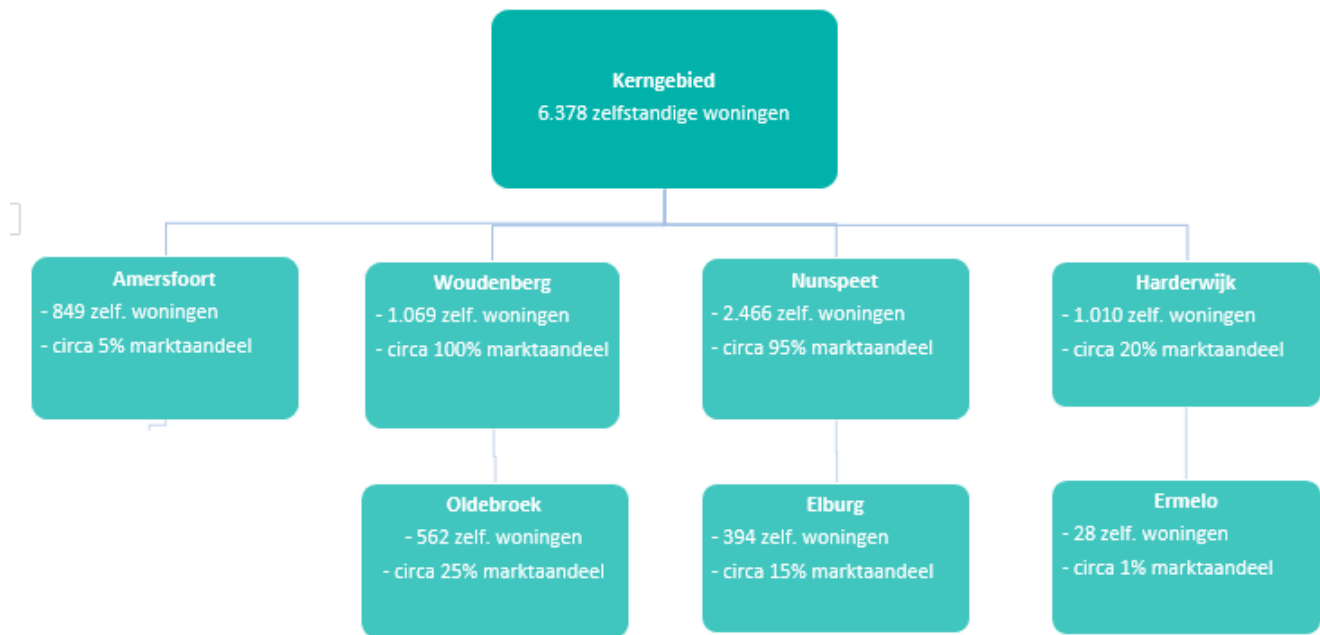 Kerngebied
6.378 zelfstandige woningen
Amersfoort
- 849 zelf. woningen
- circa 5% marktaandeel
Woudenberg
- 1.069 zelf. woningen
- circa 100% marktaandeel
Nunspeet
- 2.466 zelf. woningen
- circa 95% marktaandeel
Harderwijk
- 1.010 zelf. woningen
- circa 20% marktaandeel
Oldebroek
- 562 zelf. woningen
- circa 25% marktaandeel
Elburg
- 394 zelf. woningen
- circa 15% marktaandeel
Ermelo
- 28 zelf. woningen
- circa 1% marktaandeel